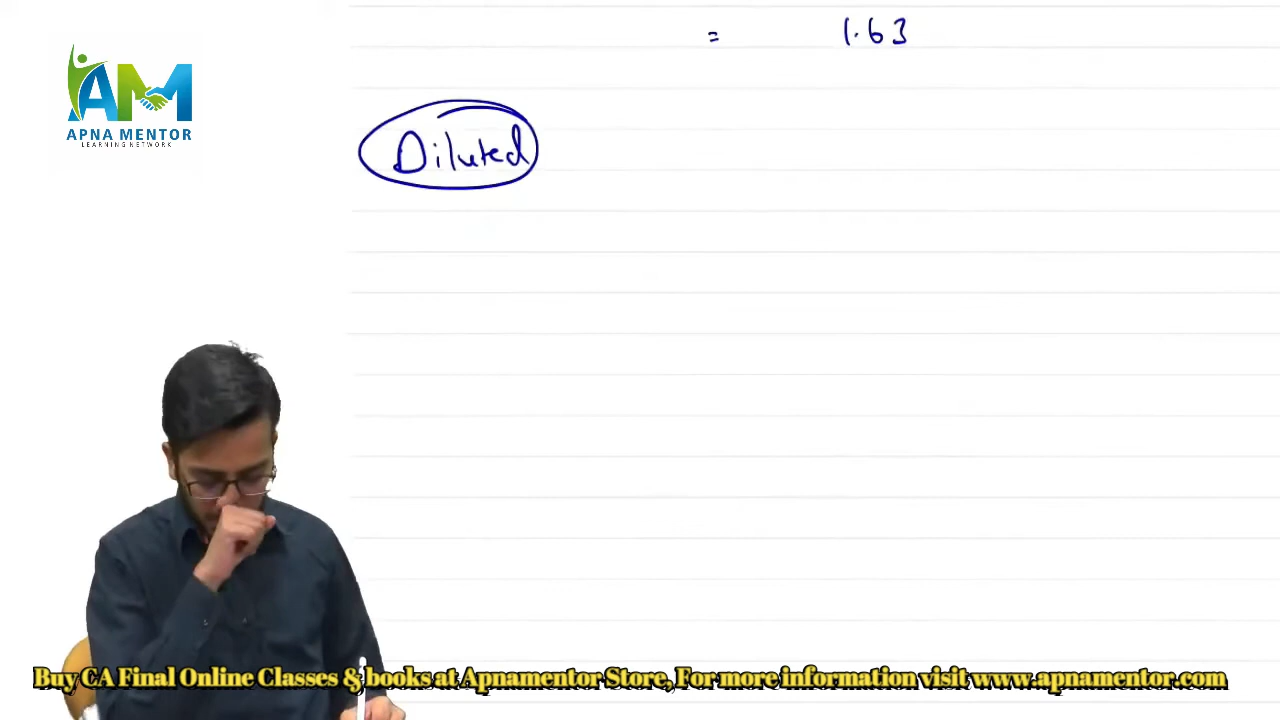 = 1.63
AM
APNA MENTOR
LEARNING NETWORK
Diluted
Buy CA Final Online Classes & books at Apnamentor Store, For more information visit www.apnamentor.com